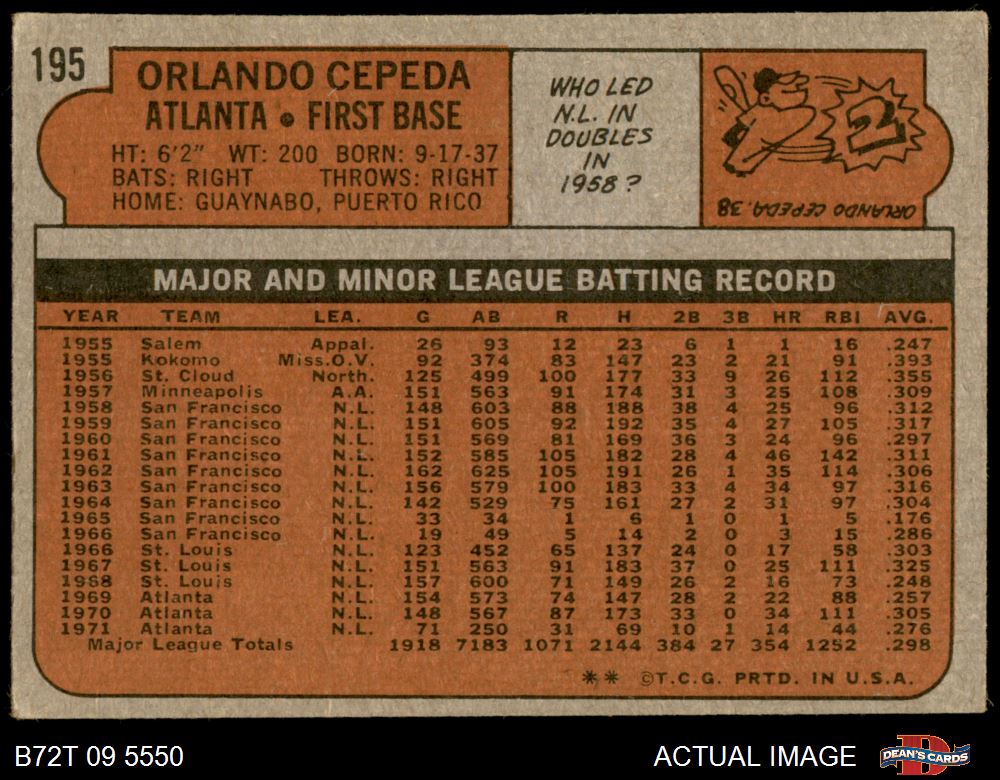 195
ORLANDO CEPEDA
ATLANTA • FIRST BASE
HT: 6'2" WT: 200 BORN: 9-17-37
BATS: RIGHT THROWS: RIGHT
HOME: GUAYNABO, PUERTO RICO
WHO LED
N.L. IN
DOUBLES
IN
1958?
2
ORLANDO CEPEDA. 38
MAJOR AND MINOR LEAGUE BATTING RECORD
YEAR TEAM LEA. G AB R H 2B 3B HR RBI AVG.
1955 Salem Appal. 26 93 12 23 6 1 1 16 .247
1955 Kokomo Miss.O.V. 92 374 83 147 23 2 21 91 .393
1956 St. Cloud North. 125 499 100 177 33 9 26 112 .355
1957 Minneapolis A.A. 151 563 91 174 31 3 25 108 .309
1958 San Francisco N.L. 148 603 88 188 38 4 25 96 .312
1959 San Francisco N.L. 151 605 92 192 35 4 27 105 .317
1960 San Francisco N.L. 151 569 81 169 36 3 24 96 .297
1961 San Francisco N.L. 152 585 105 182 28 4 46 142 .311
1962 San Francisco N.L. 162 625 105 191 26 1 35 114 .306
1963 San Francisco N.L. 156 579 100 183 33 4 34 97 .316
1964 San Francisco N.L. 142 529 75 161 27 2 31 97 .304
1965 San Francisco N.L. 33 34 1 6 1 0 1 5 .176
1966 San Francisco N.L. 19 49 5 14 2 0 3 15 .286
1966 St. Louis N.L. 123 452 65 137 24 0 17 58 .303
1967 St. Louis N.L. 151 563 91 183 37 0 25 111 .325
1968 St. Louis N.L. 157 600 71 149 26 2 16 73 .248
1969 Atlanta N.L. 154 573 74 147 28 2 22 88 .257
1970 Atlanta N.L. 148 567 87 173 33 0 34 111 .305
1971 Atlanta N.L. 71 250 31 69 10 1 14 44 .276
Major League Totals 1918 7183 1071 2144 384 27 354 1252 .298
** ©T.C.G. PRTD. IN U.S.A.
B72T 09 5550
ACTUAL IMAGE
DEAN'S CARDS